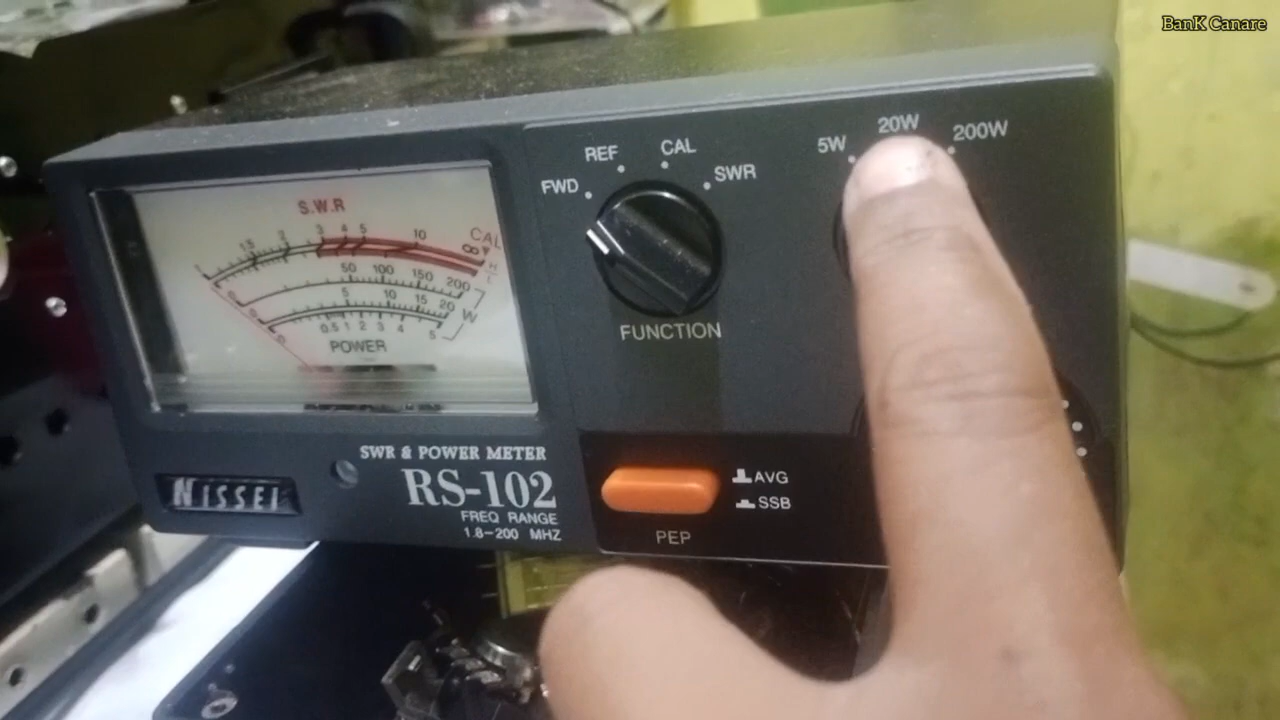 BanK Canare
5W 20W 200W
FWD REF CAL SWR
S.W.R
1.5 2 3 4 5 10 ∞ CAL
50 100 150 200
0 5 10 15 20 W
0 0.5 1 2 3 4 5
POWER
FUNCTION
SWR & POWER METER
RS-102
FREQ RANGE
1.8-200 MHZ
NISSEI
AVG
SSB
PEP